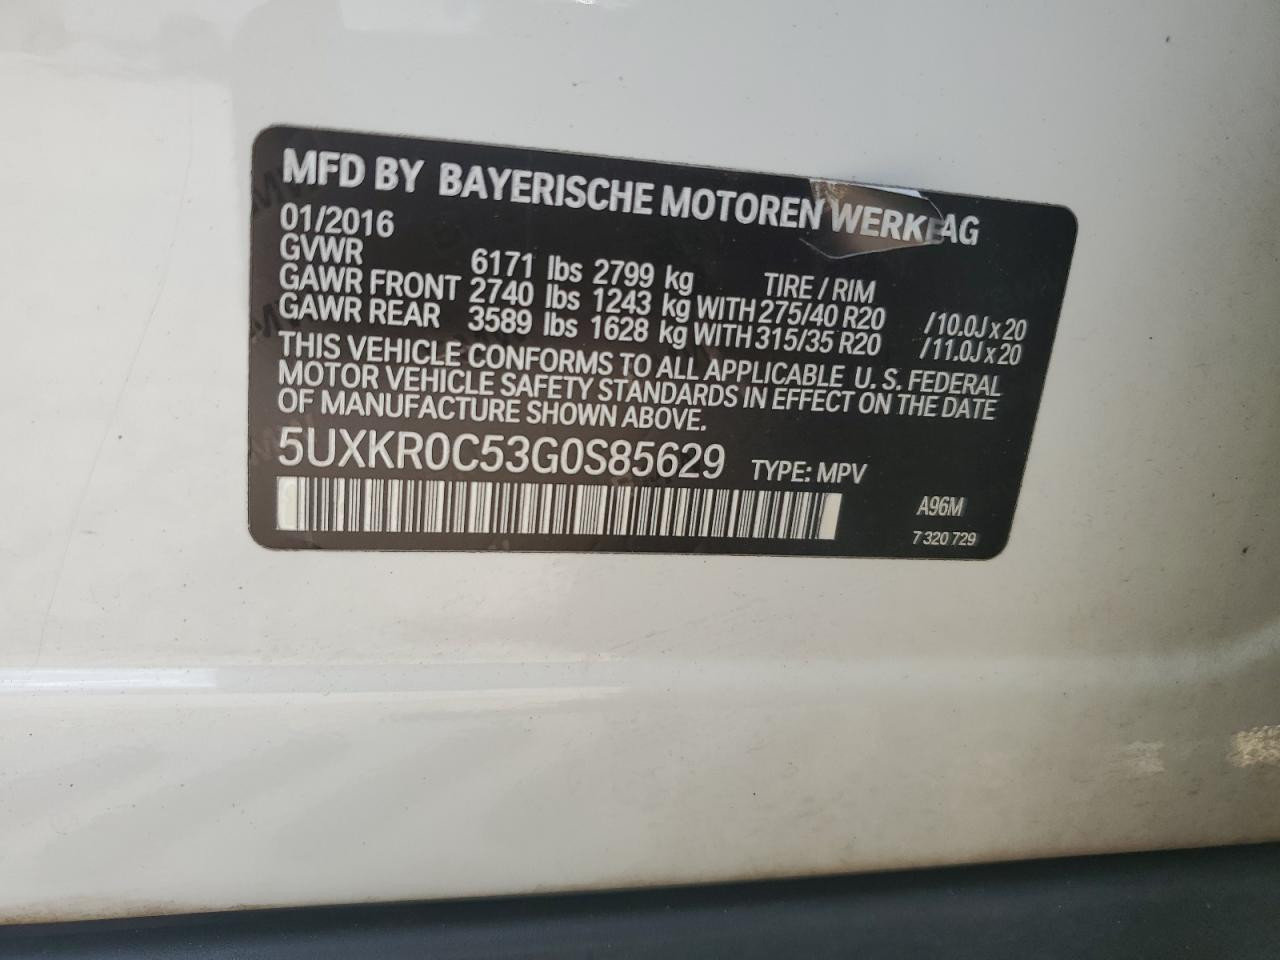 MFD BY BAYERISCHE MOTOREN WERKE AG
01/2016
GVWR 6171 lbs 2799 kg TIRE / RIM
GAWR FRONT 2740 lbs 1243 kg WITH 275/40 R20 /10.0J x 20
GAWR REAR 3589 lbs 1628 kg WITH 315/35 R20 /11.0J x 20
THIS VEHICLE CONFORMS TO ALL APPLICABLE U. S. FEDERAL
MOTOR VEHICLE SAFETY STANDARDS IN EFFECT ON THE DATE
OF MANUFACTURE SHOWN ABOVE.
5UXKR0C53G0S85629 TYPE: MPV
A96M
7 320 729